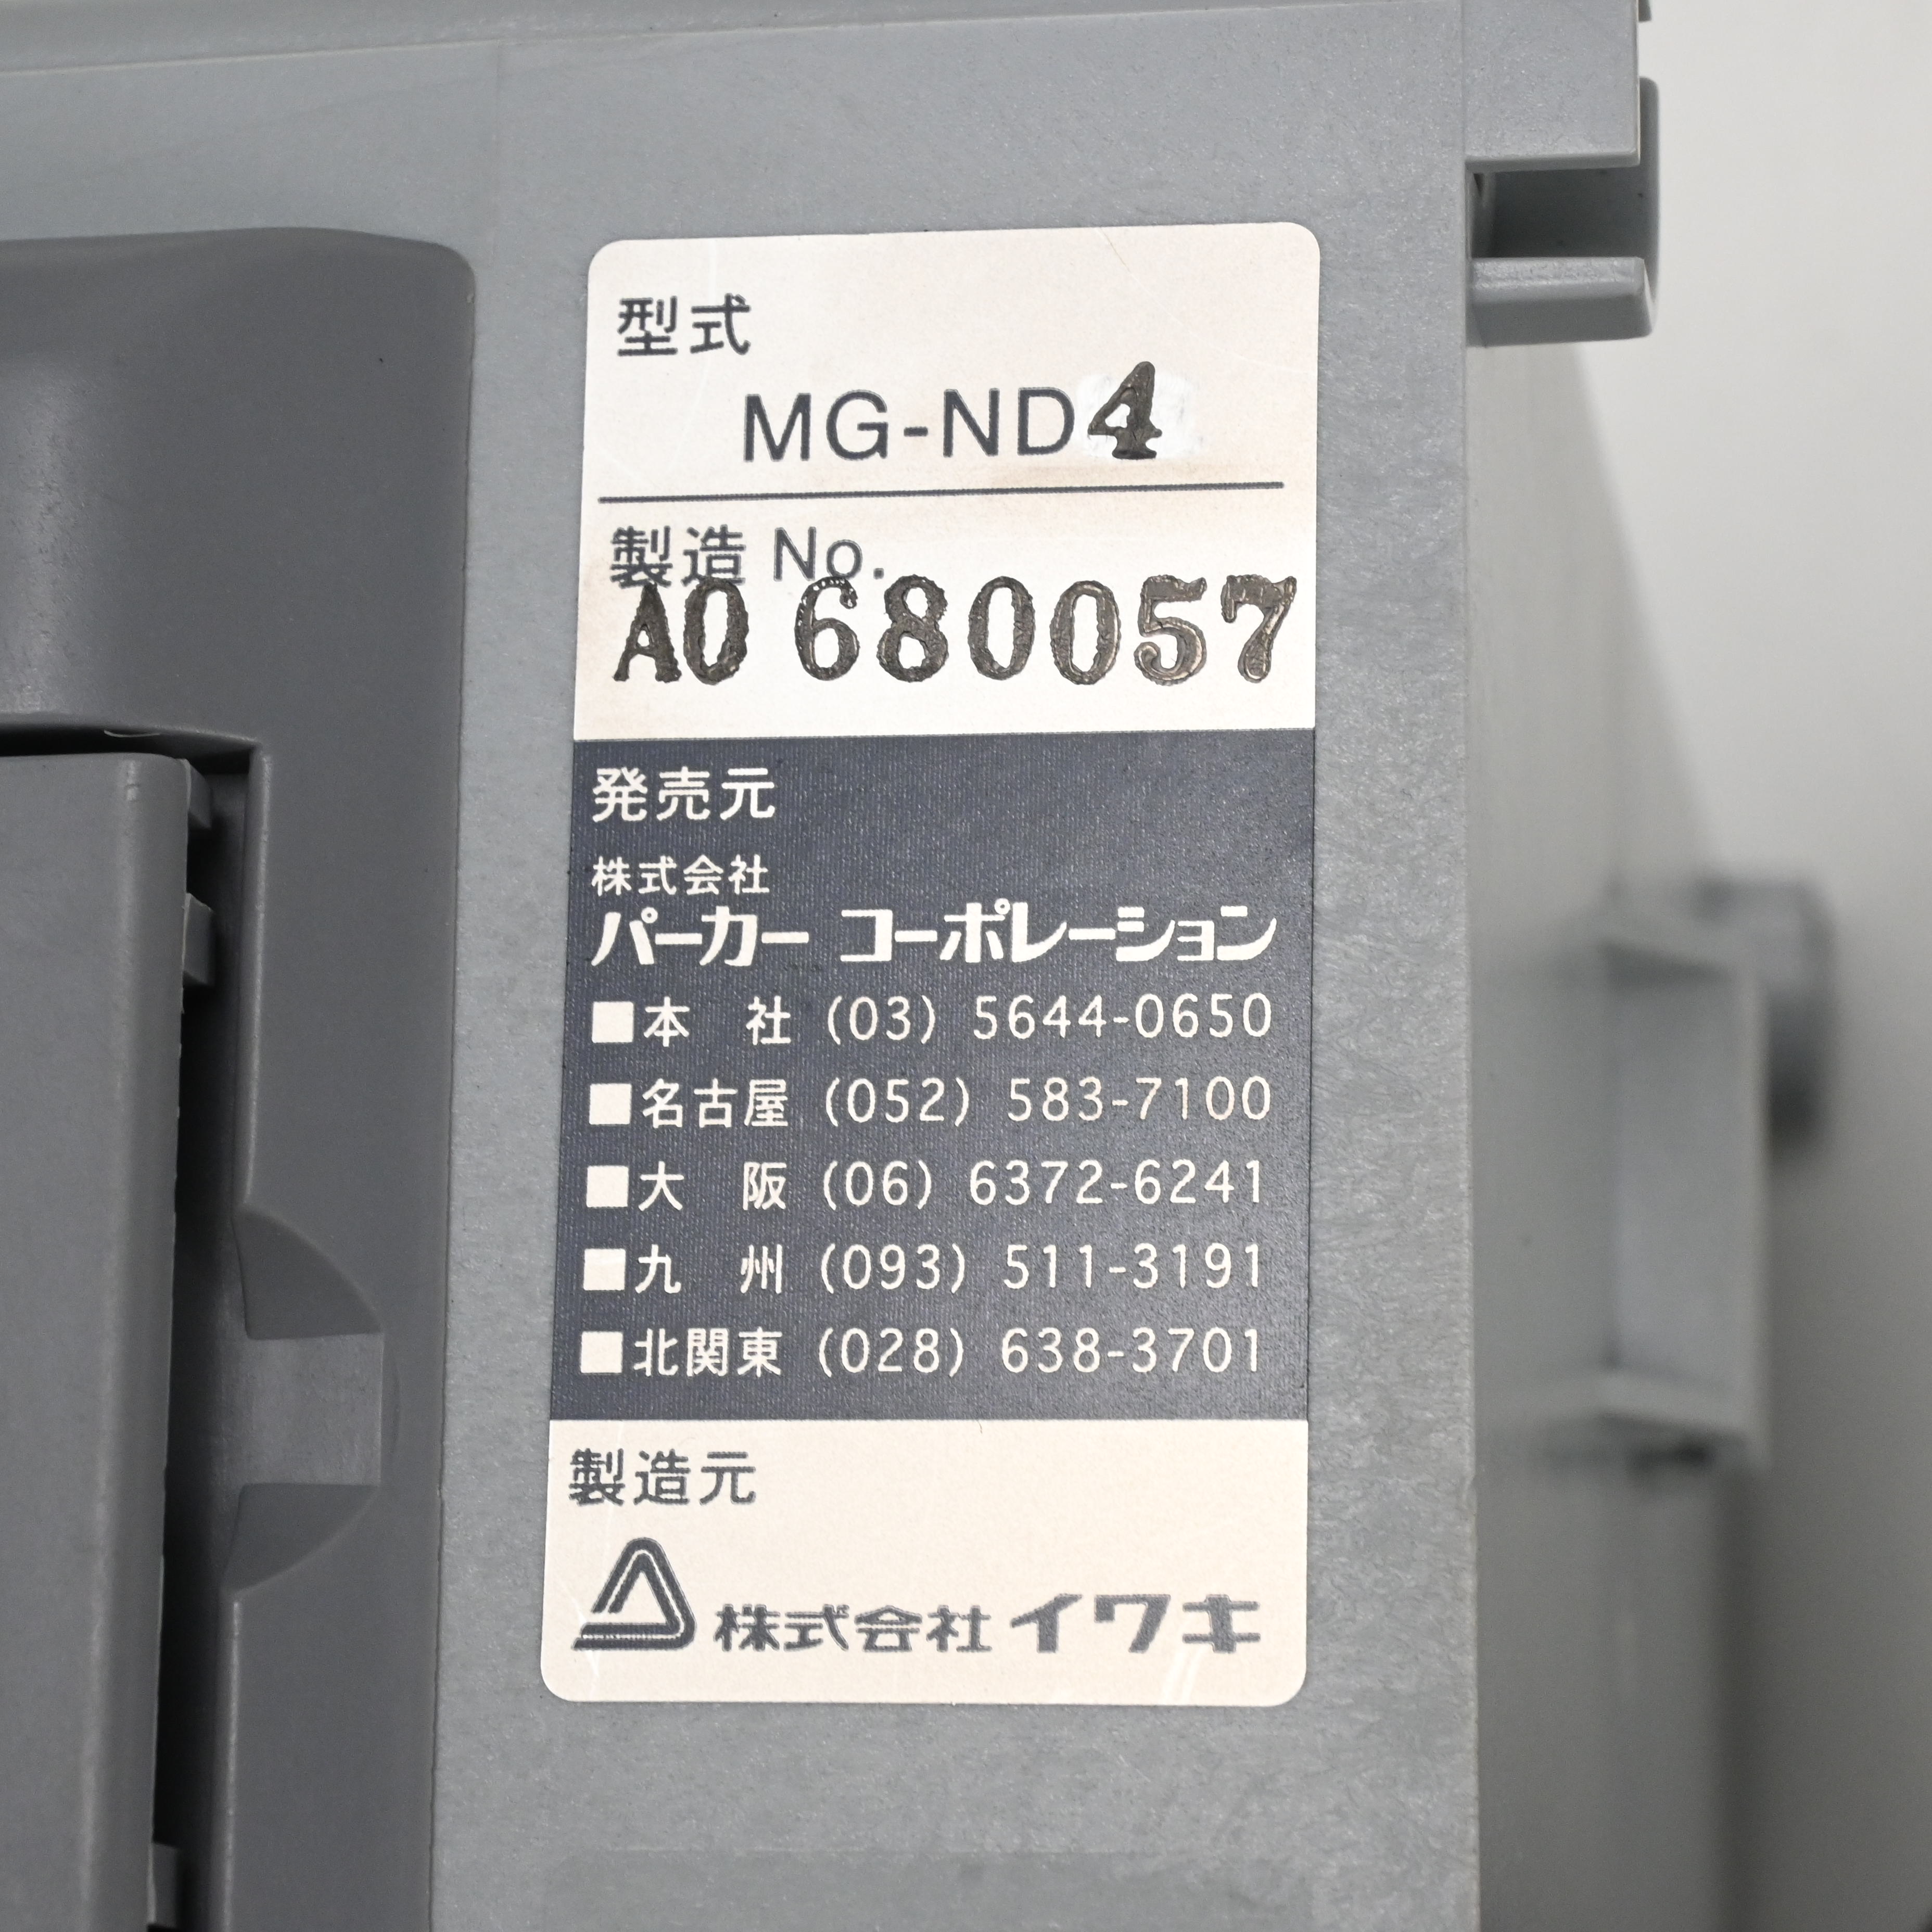 型式
MG-ND4
製造 No.
A0 680057
発売元
株式会社
パーカー コーポレーション
■本　社 (03) 5644-0650
■名古屋 (052) 583-7100
■大　阪 (06) 6372-6241
■九　州 (093) 511-3191
■北関東 (028) 638-3701
製造元
株式会社イワキ